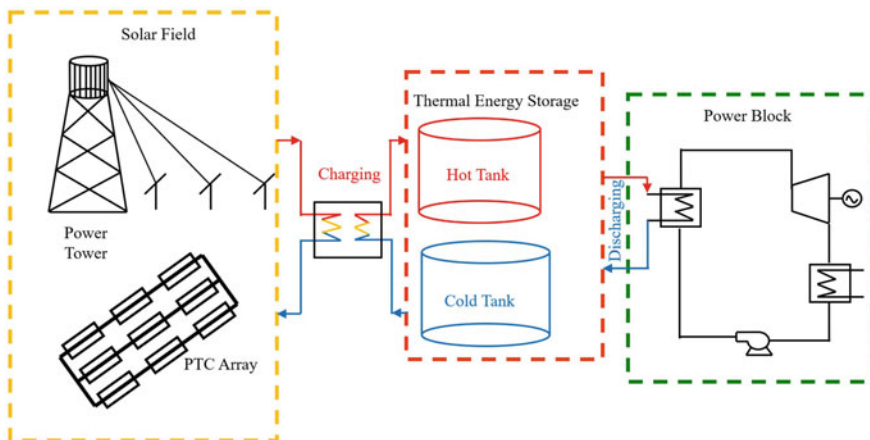 Solar Field
Power
Tower
PTC Array
Charging
Thermal Energy Storage
Hot Tank
Cold Tank
Discharging
Power Block